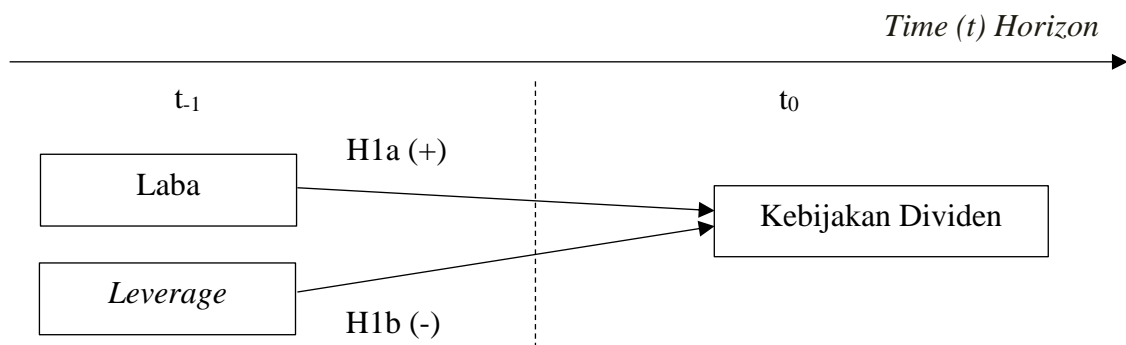 Time (t) Horizon
t-1
t0
H1a (+)
Laba
Kebijakan Dividen
Leverage
H1b (-)